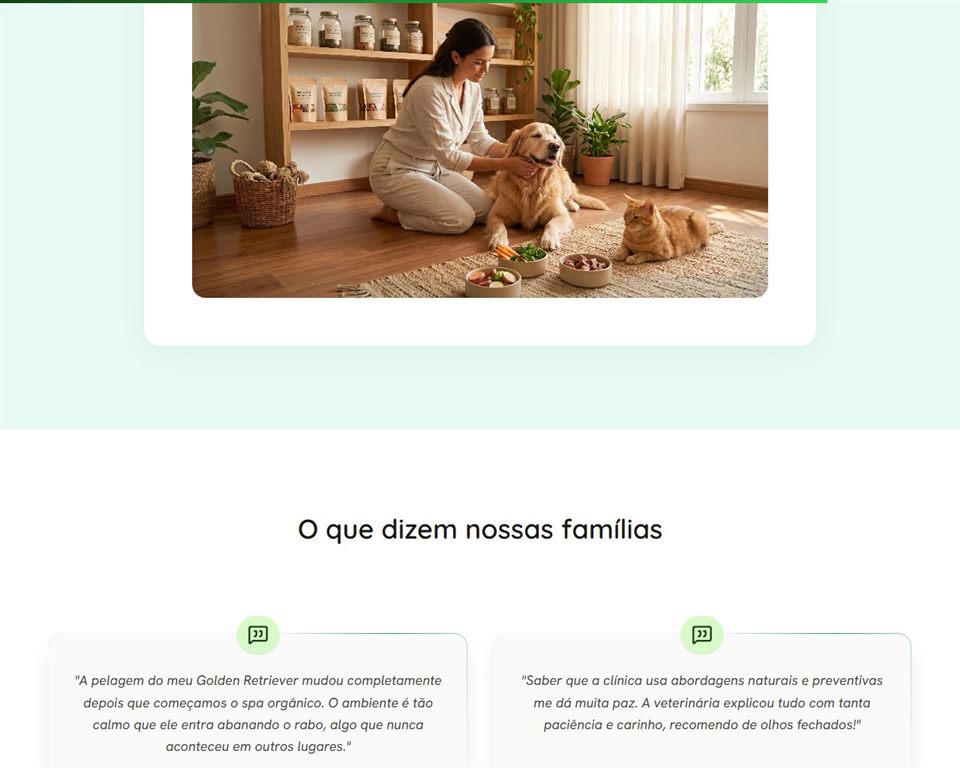 O que dizem nossas famílias
"A pelagem do meu Golden Retriever mudou completamente
depois que começamos o spa orgânico. O ambiente é tão
calmo que ele entra abanando o rabo, algo que nunca
aconteceu em outros lugares."
"Saber que a clínica usa abordagens naturais e preventivas
me dá muita paz. A veterinária explicou tudo com tanta
paciência e carinho, recomendo de olhos fechados!"